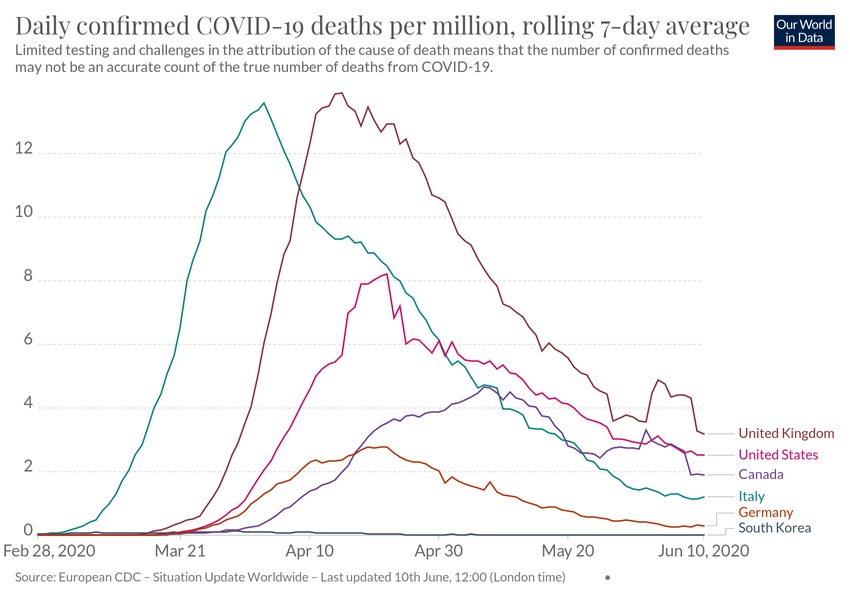 Daily confirmed COVID-19 deaths per million, rolling 7-day average
Our World
in Data
Limited testing and challenges in the attribution of the cause of death means that the number of confirmed deaths
may not be an accurate count of the true number of deaths from COVID-19.
12
10
8
6
4
2
0
United Kingdom
United States
Canada
Italy
Germany
South Korea
Feb 28, 2020
Mar 21
Apr 10
Apr 30
May 20
Jun 10, 2020
Source: European CDC – Situation Update Worldwide – Last updated 10th June, 12:00 (London time) •